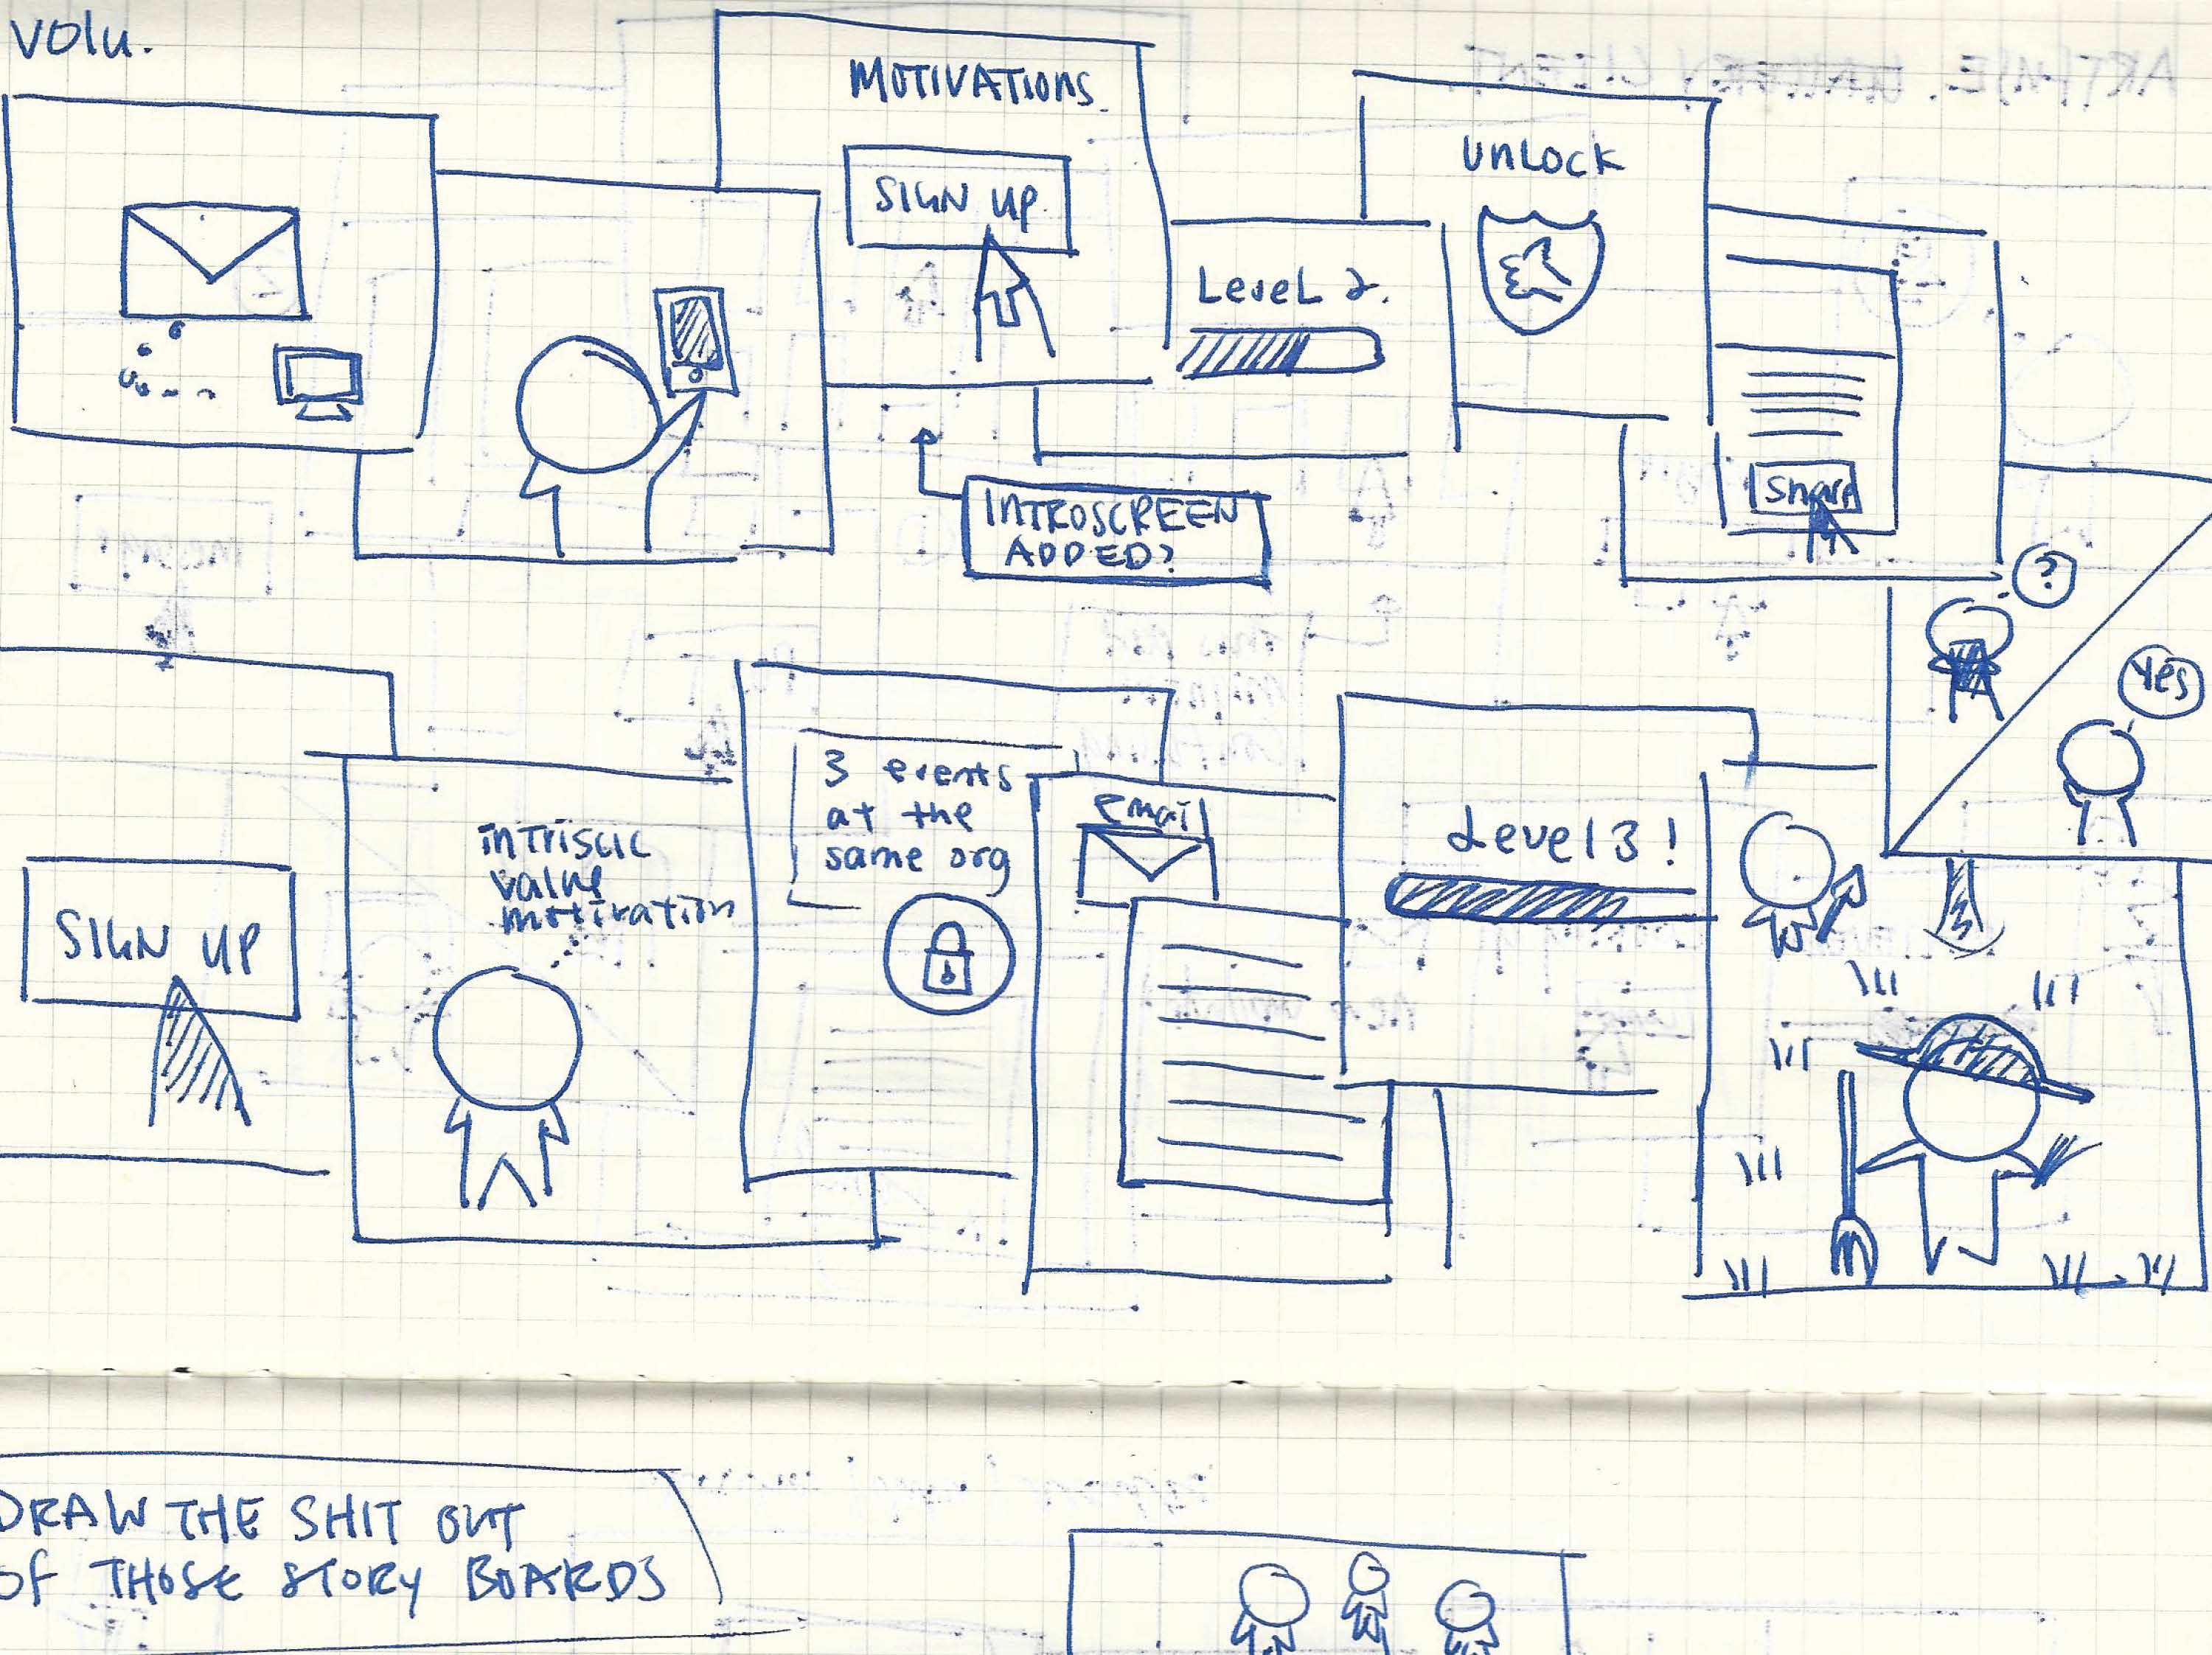 Volu.
MOTIVATIONS
SIGN UP
Level 2.
UNLOCK
Share
INTROSCREEN
ADDED?
?
Yes
SIGN UP
intrisic
value
motivation
3 events
at the
same org
Email
Level 3!
DRAW THE SHIT OUT
OF THOSE STORY BOARDS